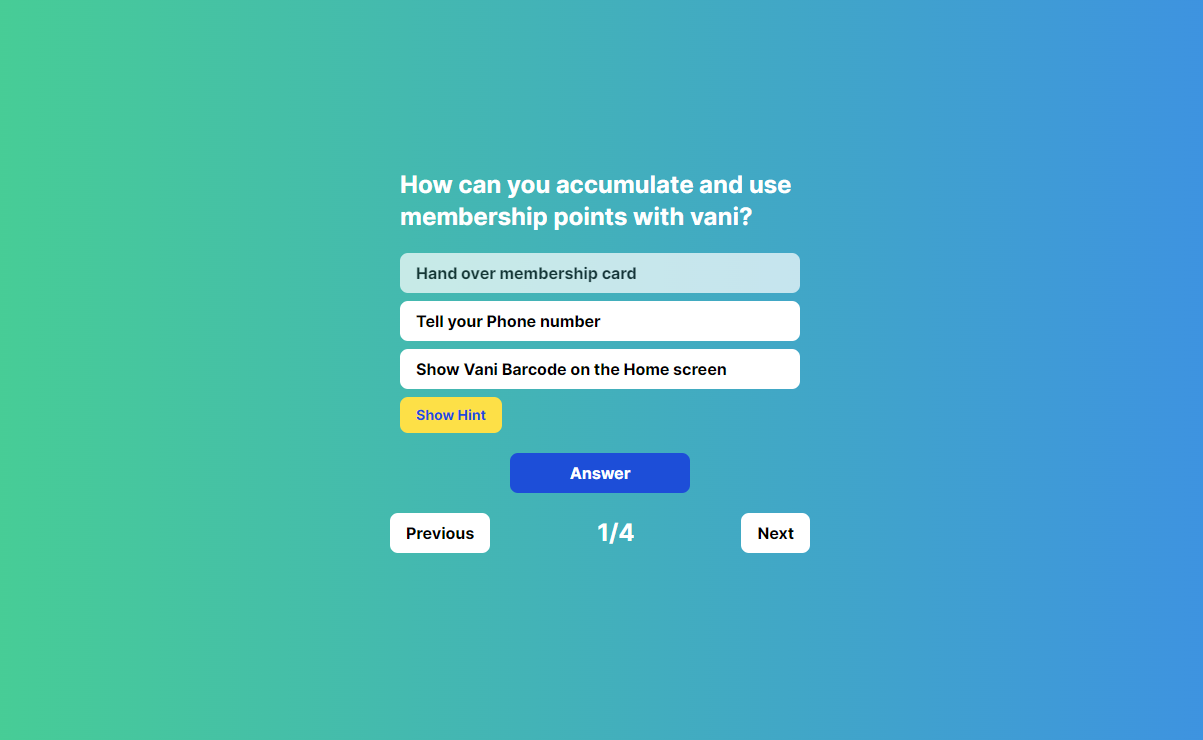 How can you accumulate and use
membership points with vani?
Hand over membership card
Tell your Phone number
Show Vani Barcode on the Home screen
Show Hint
Answer
Previous
1/4
Next